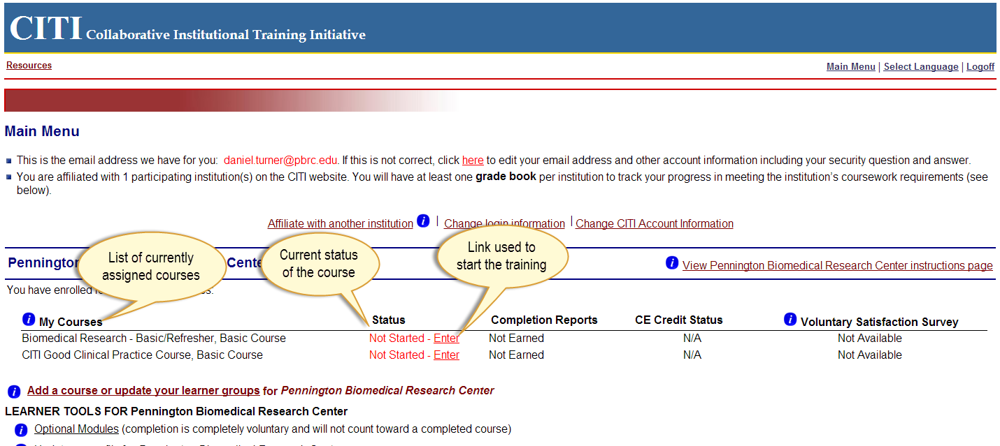 CITI Collaborative Institutional Training Initiative
Resources
Main Menu | Select Language | Logoff
Main Menu
This is the email address we have for you: daniel.turner@pbrc.edu. If this is not correct, click here to edit your email address and other account information including your security question and answer.
You are affiliated with 1 participating institution(s) on the CITI website. You will have at least one grade book per institution to track your progress in meeting the institution's coursework requirements (see
below).
Affiliate with another institution | Change login information | Change CITI Account Information
List of currently
assigned courses
Current status
of the course
Link used to
start the training
Pennington
View Pennington Biomedical Research Center instructions page
You have enrolled
My Courses Status Completion Reports CE Credit Status Voluntary Satisfaction Survey
Biomedical Research - Basic/Refresher, Basic Course Not Started - Enter Not Earned N/A Not Available
CITI Good Clinical Practice Course, Basic Course Not Started - Enter Not Earned N/A Not Available
Add a course or update your learner groups for Pennington Biomedical Research Center
LEARNER TOOLS FOR Pennington Biomedical Research Center
Optional Modules (completion is completely voluntary and will not count toward a completed course)